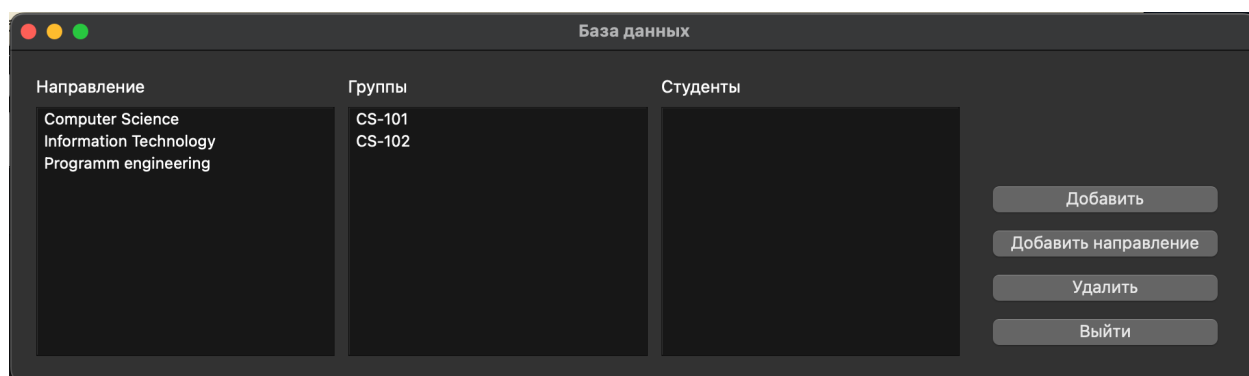 База данных
Направление
Группы
Студенты
Computer Science
Information Technology
Programm engineering
CS-101
CS-102
Добавить
Добавить направление
Удалить
Выйти